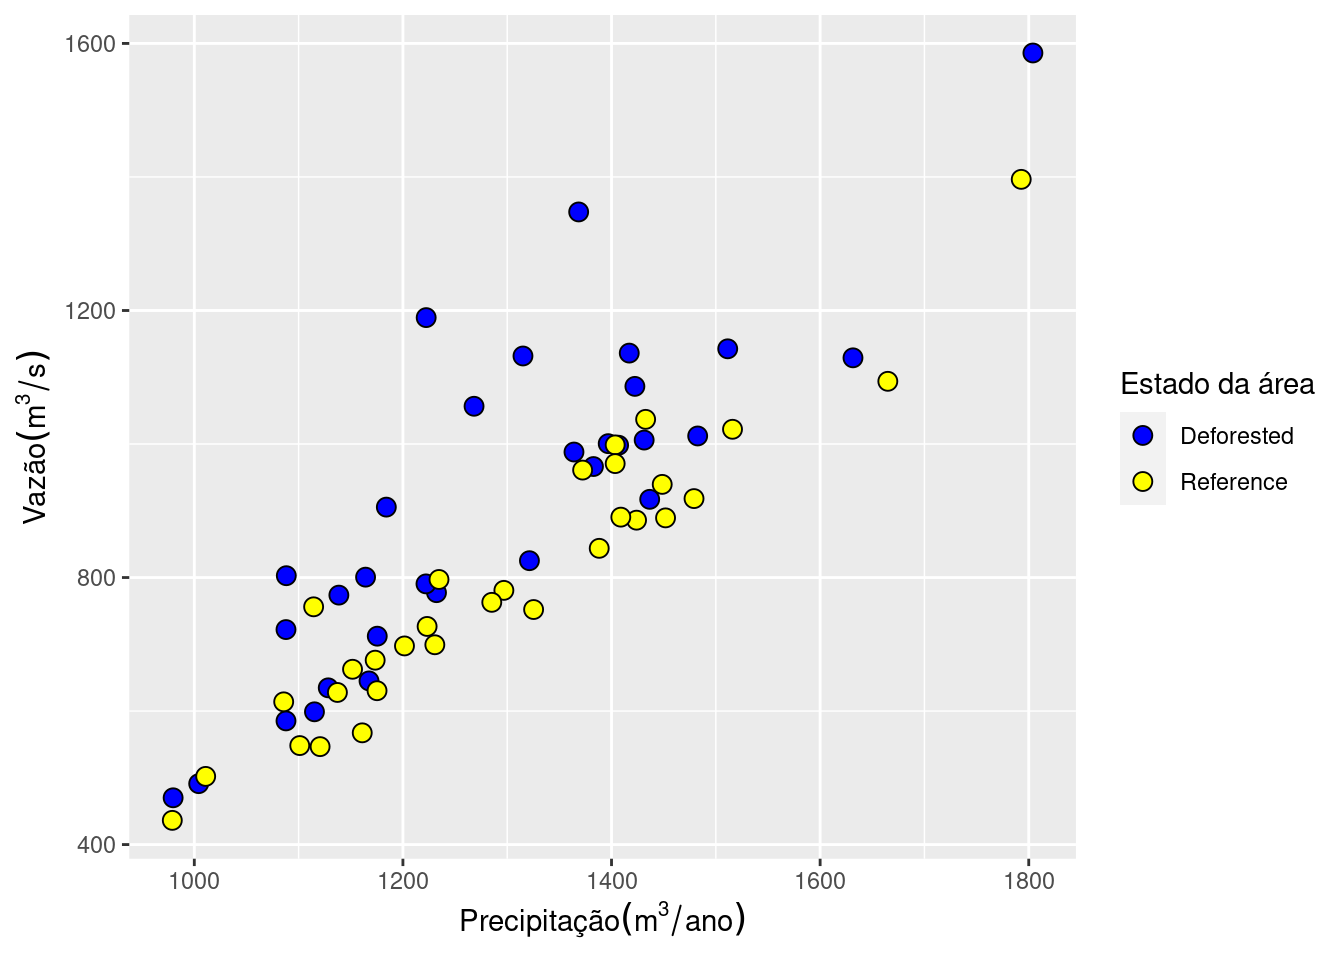 1600
1200
800
400
Vazão(m³/s)
1000 1200 1400 1600 1800
Precipitação(m³/ano)
Estado da área
Deforested
Reference